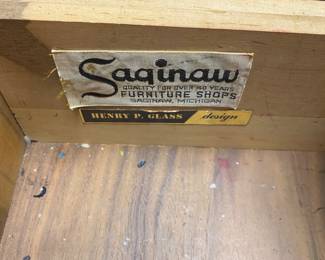 Saginaw
QUALITY FOR OVER 40 YEARS
FURNITURE SHOPS
SAGINAW, MICHIGAN
HENRY P. GLASS design